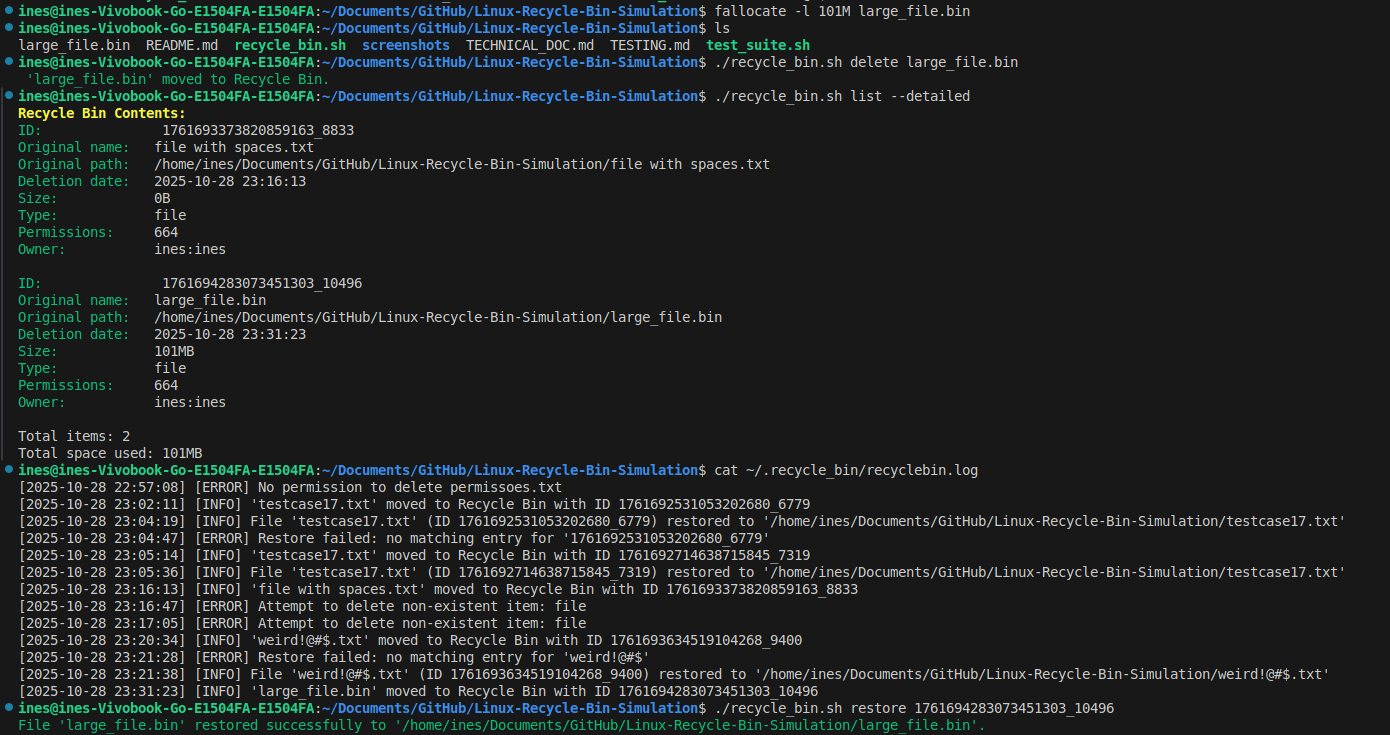 ines@ines-Vivobook-Go-E1504FA-E1504FA:~/Documents/GitHub/Linux-Recycle-Bin-Simulation$ fallocate -l 101M large_file.bin
ines@ines-Vivobook-Go-E1504FA-E1504FA:~/Documents/GitHub/Linux-Recycle-Bin-Simulation$ ls
large_file.bin  README.md  recycle_bin.sh  screenshots  TECHNICAL_DOC.md  TESTING.md  test_suite.sh
ines@ines-Vivobook-Go-E1504FA-E1504FA:~/Documents/GitHub/Linux-Recycle-Bin-Simulation$ ./recycle_bin.sh delete large_file.bin
 'large_file.bin' moved to Recycle Bin.
ines@ines-Vivobook-Go-E1504FA-E1504FA:~/Documents/GitHub/Linux-Recycle-Bin-Simulation$ ./recycle_bin.sh list --detailed
Recycle Bin Contents:
ID:               1761693373820859163_8833
Original name:   file with spaces.txt
Original path:   /home/ines/Documents/GitHub/Linux-Recycle-Bin-Simulation/file with spaces.txt
Deletion date:   2025-10-28 23:16:13
Size:            0B
Type:            file
Permissions:     664
Owner:           ines:ines

ID:               1761694283073451303_10496
Original name:   large_file.bin
Original path:   /home/ines/Documents/GitHub/Linux-Recycle-Bin-Simulation/large_file.bin
Deletion date:   2025-10-28 23:31:23
Size:            101MB
Type:            file
Permissions:     664
Owner:           ines:ines

Total items: 2
Total space used: 101MB
ines@ines-Vivobook-Go-E1504FA-E1504FA:~/Documents/GitHub/Linux-Recycle-Bin-Simulation$ cat ~/.recycle_bin/recyclebin.log
[2025-10-28 22:57:08] [ERROR] No permission to delete permissoes.txt
[2025-10-28 23:02:11] [INFO] 'testcase17.txt' moved to Recycle Bin with ID 1761692531053202680_6779
[2025-10-28 23:04:19] [INFO] File 'testcase17.txt' (ID 1761692531053202680_6779) restored to '/home/ines/Documents/GitHub/Linux-Recycle-Bin-Simulation/testcase17.txt'
[2025-10-28 23:04:47] [ERROR] Restore failed: no matching entry for '1761692531053202680_6779'
[2025-10-28 23:05:14] [INFO] 'testcase17.txt' moved to Recycle Bin with ID 1761692714638715845_7319
[2025-10-28 23:05:36] [INFO] File 'testcase17.txt' (ID 1761692714638715845_7319) restored to '/home/ines/Documents/GitHub/Linux-Recycle-Bin-Simulation/testcase17.txt'
[2025-10-28 23:16:13] [INFO] 'file with spaces.txt' moved to Recycle Bin with ID 1761693373820859163_8833
[2025-10-28 23:16:47] [ERROR] Attempt to delete non-existent item: file
[2025-10-28 23:17:05] [ERROR] Attempt to delete non-existent item: file
[2025-10-28 23:20:34] [INFO] 'weird!@#$.txt' moved to Recycle Bin with ID 1761693634519104268_9400
[2025-10-28 23:21:28] [ERROR] Restore failed: no matching entry for 'weird!@#$'
[2025-10-28 23:21:38] [INFO] File 'weird!@#$.txt' (ID 1761693634519104268_9400) restored to '/home/ines/Documents/GitHub/Linux-Recycle-Bin-Simulation/weird!@#$.txt'
[2025-10-28 23:31:23] [INFO] 'large_file.bin' moved to Recycle Bin with ID 1761694283073451303_10496
ines@ines-Vivobook-Go-E1504FA-E1504FA:~/Documents/GitHub/Linux-Recycle-Bin-Simulation$ ./recycle_bin.sh restore 1761694283073451303_10496
File 'large_file.bin' restored successfully to '/home/ines/Documents/GitHub/Linux-Recycle-Bin-Simulation/large_file.bin'.